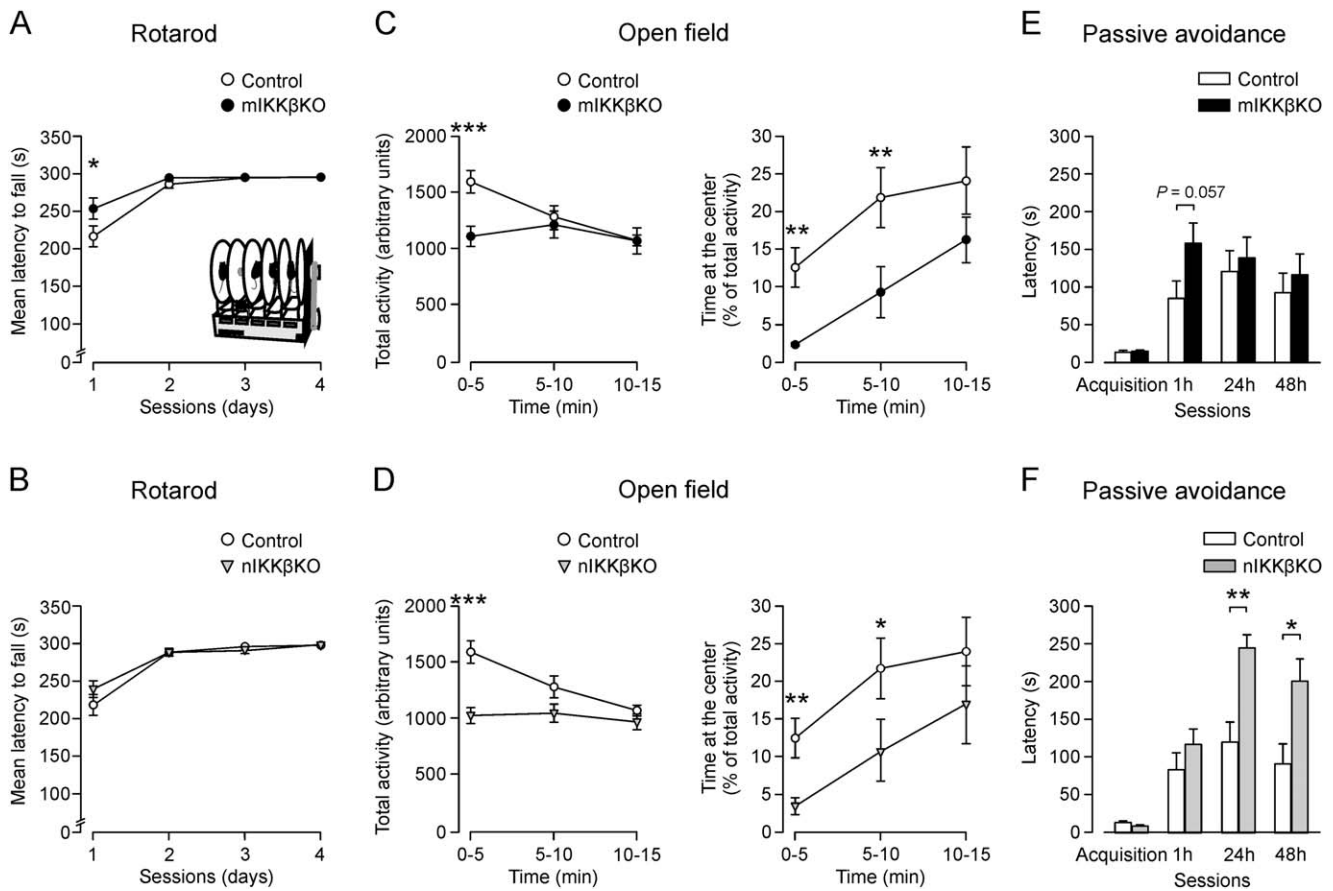 A
Rotarod
Control
mIKKβKO
Mean latency to fall (s)
350
300
250
200
150
100
0
*
1
2
3
4
Sessions (days)
C
Open field
Control
mIKKβKO
Total activity (arbitrary units)
2000
1500
1000
500
0
***
0-5
5-10
10-15
Time (min)
Time at the center
(% of total activity)
30
25
20
15
10
5
0
**
**
0-5
5-10
10-15
Time (min)
E
Passive avoidance
Control
mIKKβKO
Latency (s)
300
250
200
150
100
50
0
P = 0.057
Acquisition 1h 24h 48h
Sessions
B
Rotarod
Control
nIKKβKO
Mean latency to fall (s)
350
300
250
200
150
100
0
1
2
3
4
Sessions (days)
D
Open field
Control
nIKKβKO
Total activity (arbitrary units)
2000
1500
1000
500
0
***
0-5
5-10
10-15
Time (min)
Time at the center
(% of total activity)
30
25
20
15
10
5
0
**
*
0-5
5-10
10-15
Time (min)
F
Passive avoidance
Control
nIKKβKO
Latency (s)
300
250
200
150
100
50
0
**
*
Acquisition 1h 24h 48h
Sessions